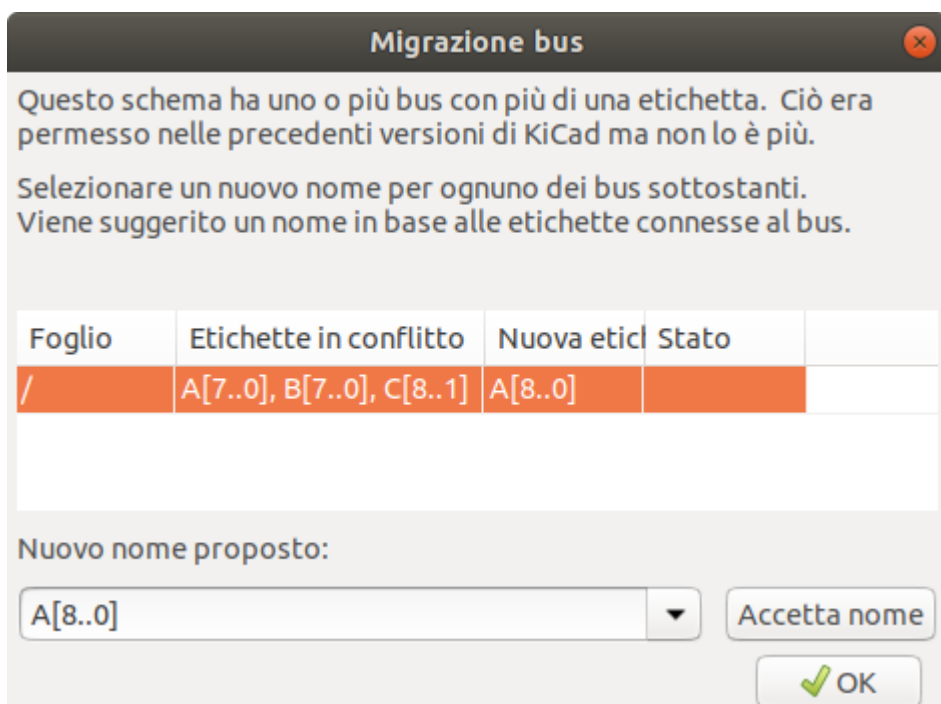 Migrazione bus
Questo schema ha uno o più bus con più di una etichetta. Ciò era
permesso nelle precedenti versioni di KiCad ma non lo è più.
Selezionare un nuovo nome per ognuno dei bus sottostanti.
Viene suggerito un nome in base alle etichette connesse al bus.
Foglio Etichette in conflitto Nuova etich Stato
/ A[7..0], B[7..0], C[8..1] A[8..0]
Nuovo nome proposto:
A[8..0] Accetta nome
OK